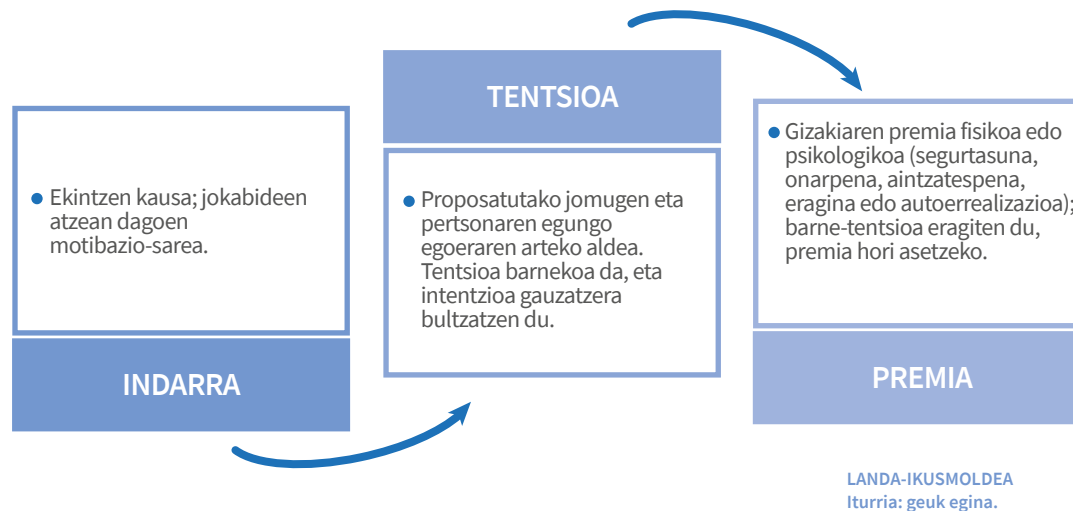 Ekintzen kausa; jokabideen
atzean dagoen
motibazio-sarea.
INDARRA
TENTSIOA
Proposatutako jomugen eta
pertsonaren egungo
egoeraren arteko aldea.
Tentsioa barnekoa da, eta
intentzioa gauzatzera
bultzatzen du.
Gizakiaren premia fisikoa edo
psikologikoa (segurtasuna,
onarpena, aintzatespena,
eragina edo autoerrealizazioa);
barne-tentsioa eragiten du,
premia hori asetzeko.
PREMIA
LANDA-IKUSMOLDEA
Iturria: geuk egina.